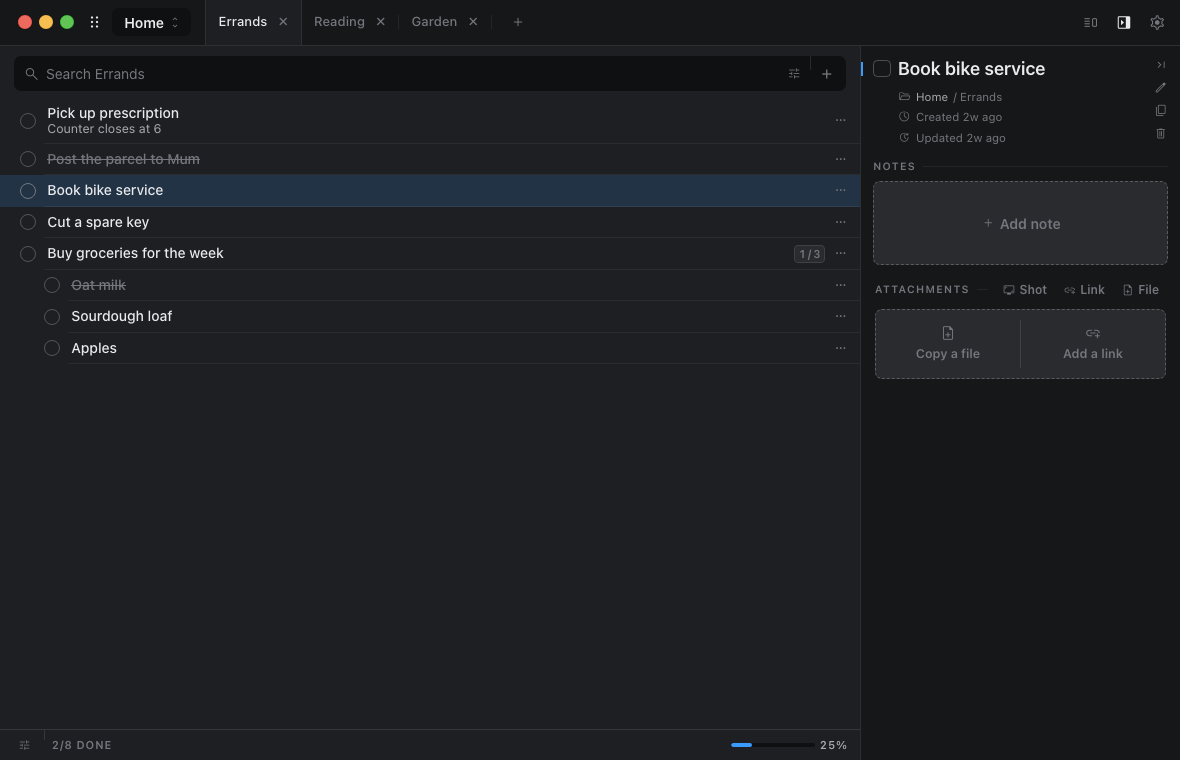 Home
Errands
Reading
Garden
Search Errands
Pick up prescription
Counter closes at 6
Post the parcel to Mum
Book bike service
Cut a spare key
Buy groceries for the week
1 / 3
Oat milk
Sourdough loaf
Apples
2/8 DONE
25%
Book bike service
Home / Errands
Created 2w ago
Updated 2w ago
NOTES
+ Add note
ATTACHMENTS
Shot
Link
File
Copy a file
Add a link